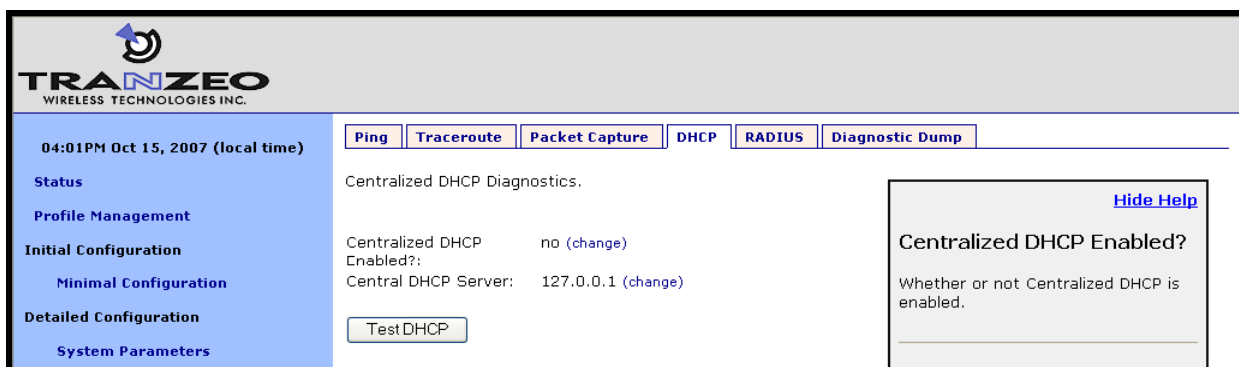 TRANZEO
WIRELESS TECHNOLOGIES INC.
04:01PM Oct 15, 2007 (local time)
Status
Profile Management
Initial Configuration
Minimal Configuration
Detailed Configuration
System Parameters
Ping Traceroute Packet Capture DHCP RADIUS Diagnostic Dump
Centralized DHCP Diagnostics.
Centralized DHCP no (change)
Enabled?:
Central DHCP Server: 127.0.0.1 (change)
Test DHCP
Hide Help
Centralized DHCP Enabled?
Whether or not Centralized DHCP is
enabled.